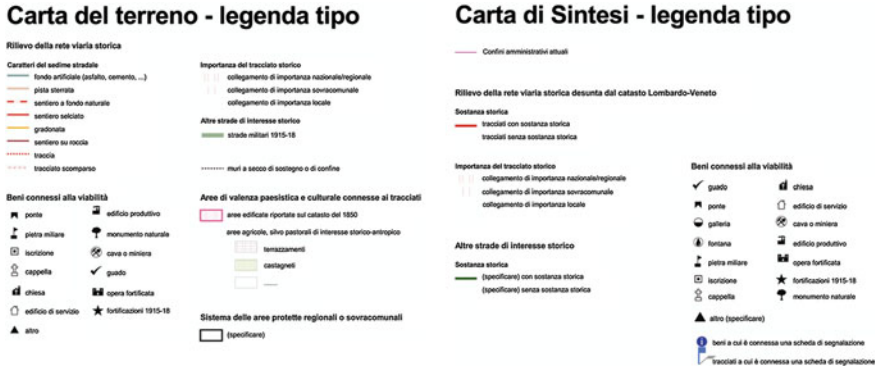 Carta del terreno - legenda tipo
Rilievo della rete viaria storica
Caratteri del sedime stradale
fondo artificiale (asfalto, cemento, ...)
pista sterrata
sentiero a fondo naturale
sentiero selciato
gradonata
sentiero su roccia
traccia
tracciato scomparso
Importanza del tracciato storico
collegamento di importanza nazionale/regionale
collegamento di importanza sovracomunale
collegamento di importanza locale
Altre strade di interesse storico
strade militari 1915-18
muri a secco di sostegno o di confine
Beni connessi alla viabilità
ponte
pietra miliare
iscrizione
cappella
chiesa
edificio di servizio
altro
edificio produttivo
monumento naturale
cava o miniera
guado
opera fortificata
fortificazioni 1915-18
Aree di valenza paesistica e culturale connesse ai tracciati
aree edificate riportate sul catasto del 1850
aree agricole, silvo pastorali di interesse storico-antropico
terrazzamenti
castagneti
Sistema delle aree protette regionali o sovracomunali
(specificare)
Carta di Sintesi - legenda tipo
Confini amministrativi attuali
Rilievo della rete viaria storica desunta dal catasto Lombardo-Veneto
Sostanza storica
tracciati con sostanza storica
tracciati senza sostanza storica
Importanza del tracciato storico
collegamento di importanza nazionale/regionale
collegamento di importanza sovracomunale
collegamento di importanza locale
Altre strade di interesse storico
Sostanza storica
(specificare) con sostanza storica
(specificare) senza sostanza storica
Beni connessi alla viabilità
guado
ponte
galleria
fontana
pietra miliare
iscrizione
cappella
altro (specificare)
chiesa
edificio di servizio
cava o miniera
edificio produttivo
opera fortificata
fortificazioni 1915-18
monumento naturale
beni a cui è connessa una scheda di segnalazione
tracciati a cui è connessa una scheda di segnalazione